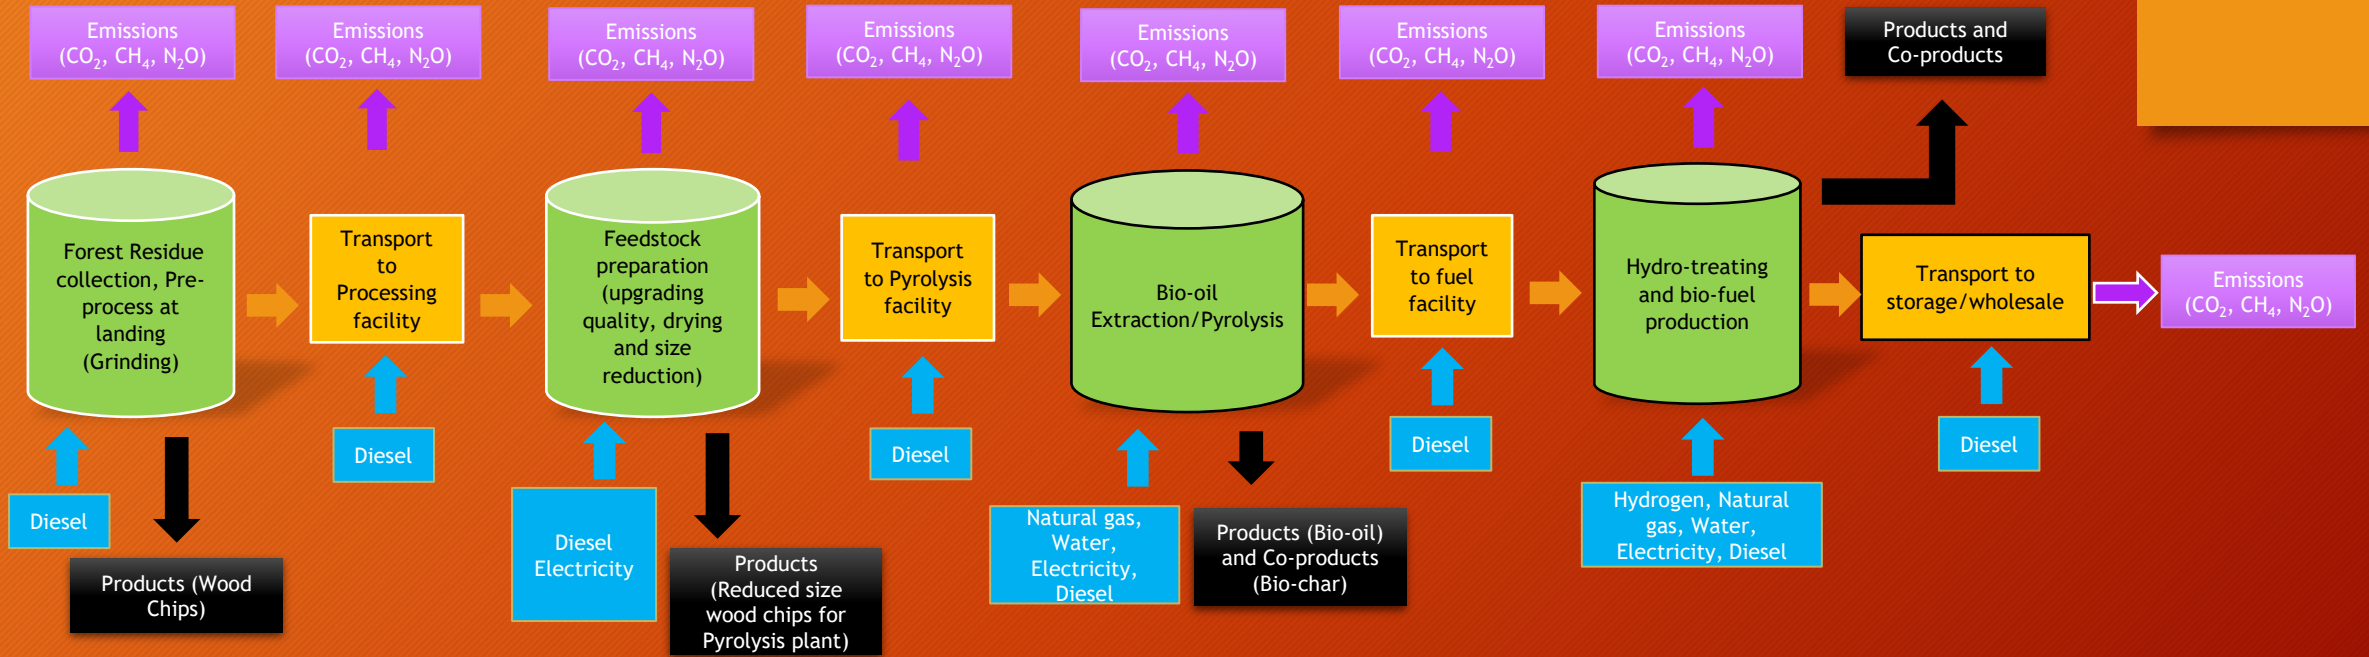 Emissions
(CO₂, CH₄, N₂O)
Emissions
(CO₂, CH₄, N₂O)
Emissions
(CO₂, CH₄, N₂O)
Emissions
(CO₂, CH₄, N₂O)
Emissions
(CO₂, CH₄, N₂O)
Emissions
(CO₂, CH₄, N₂O)
Emissions
(CO₂, CH₄, N₂O)
Products and
Co-products
Forest Residue
collection, Pre-
process at
landing
(Grinding)
Transport
to
Processing
facility
Feedstock
preparation
(upgrading
quality, drying
and size
reduction)
Transport
to Pyrolysis
facility
Bio-oil
Extraction/Pyrolysis
Transport
to fuel
facility
Hydro-treating
and bio-fuel
production
Transport to
storage/wholesale
Emissions
(CO₂, CH₄, N₂O)
Diesel
Products (Wood
Chips)
Diesel
Diesel
Electricity
Products
(Reduced size
wood chips for
Pyrolysis plant)
Diesel
Natural gas,
Water,
Electricity,
Diesel
Products (Bio-oil)
and Co-products
(Bio-char)
Diesel
Hydrogen, Natural
gas, Water,
Electricity, Diesel
Diesel